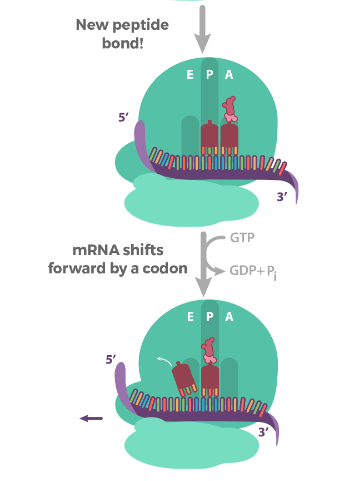 New peptide
bond!
E P A
5’
3’
mRNA shifts
forward by a codon
GTP
GDP+Pi
E P A
5’
3’